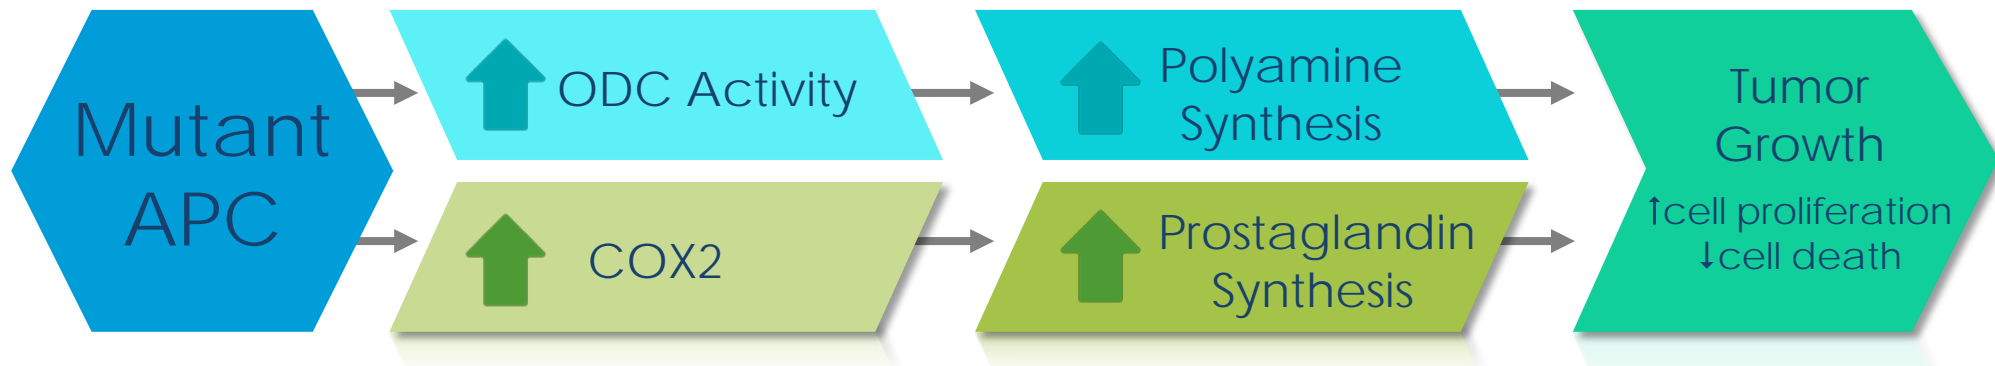 Mutant
APC
ODC Activity
Polyamine
Synthesis
COX2
Prostaglandin
Synthesis
Tumor
Growth
↑cell proliferation
↓cell death